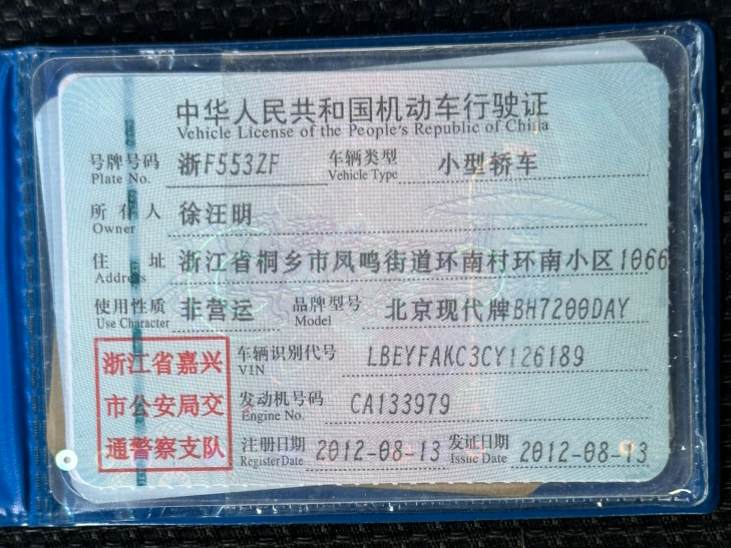 中华人民共和国机动车行驶证
Vehicle License of the People's Republic of China
号牌号码 浙F553ZF 车辆类型 小型轿车
Plate No. Vehicle Type
所有人 徐汪明
Owner
住址 浙江省桐乡市凤鸣街道环南村环南小区1066
Address
使用性质 非营运 品牌型号 北京现代牌BH7200DAY
Use Character Model
浙江省嘉兴
市公安局交
通警察支队
车辆识别代号 LBEYFAKC3CY126189
VIN
发动机号码 CA133979
Engine No.
注册日期 2012-08-13 发证日期 2012-08-13
Register Date Issue Date